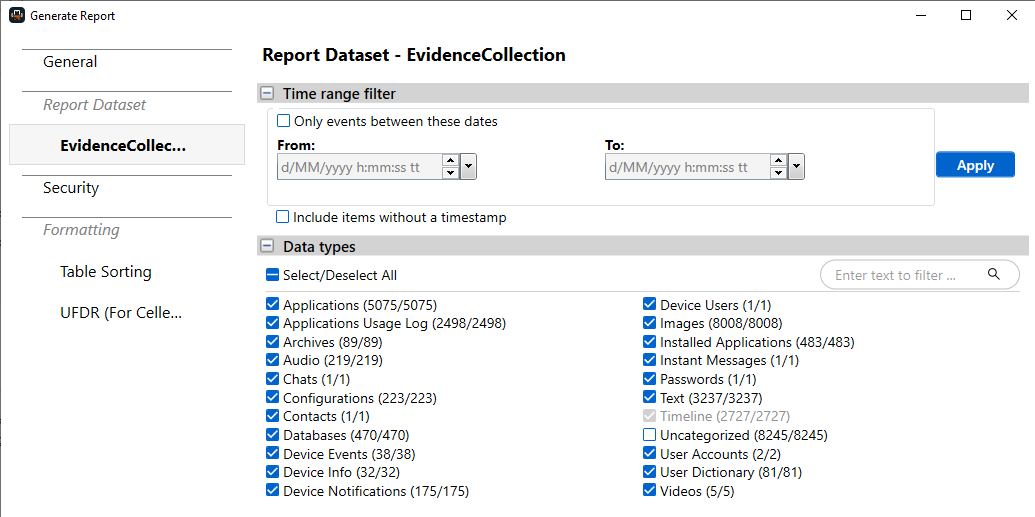 Generate Report
General
Report Dataset
EvidenceCollec...
Security
Formatting
Table Sorting
UFDR (For Celle...
Report Dataset - EvidenceCollection
Time range filter
Only events between these dates
From: To:
d/MM/yyyy h:mm:ss tt d/MM/yyyy h:mm:ss tt Apply
Include items without a timestamp
Data types
Select/Deselect All Enter text to filter ...
Applications (5075/5075)
Applications Usage Log (2498/2498)
Archives (89/89)
Audio (219/219)
Chats (1/1)
Configurations (223/223)
Contacts (1/1)
Databases (470/470)
Device Events (38/38)
Device Info (32/32)
Device Notifications (175/175)
Device Users (1/1)
Images (8008/8008)
Installed Applications (483/483)
Instant Messages (1/1)
Passwords (1/1)
Text (3237/3237)
Timeline (2727/2727)
Uncategorized (8245/8245)
User Accounts (2/2)
User Dictionary (81/81)
Videos (5/5)